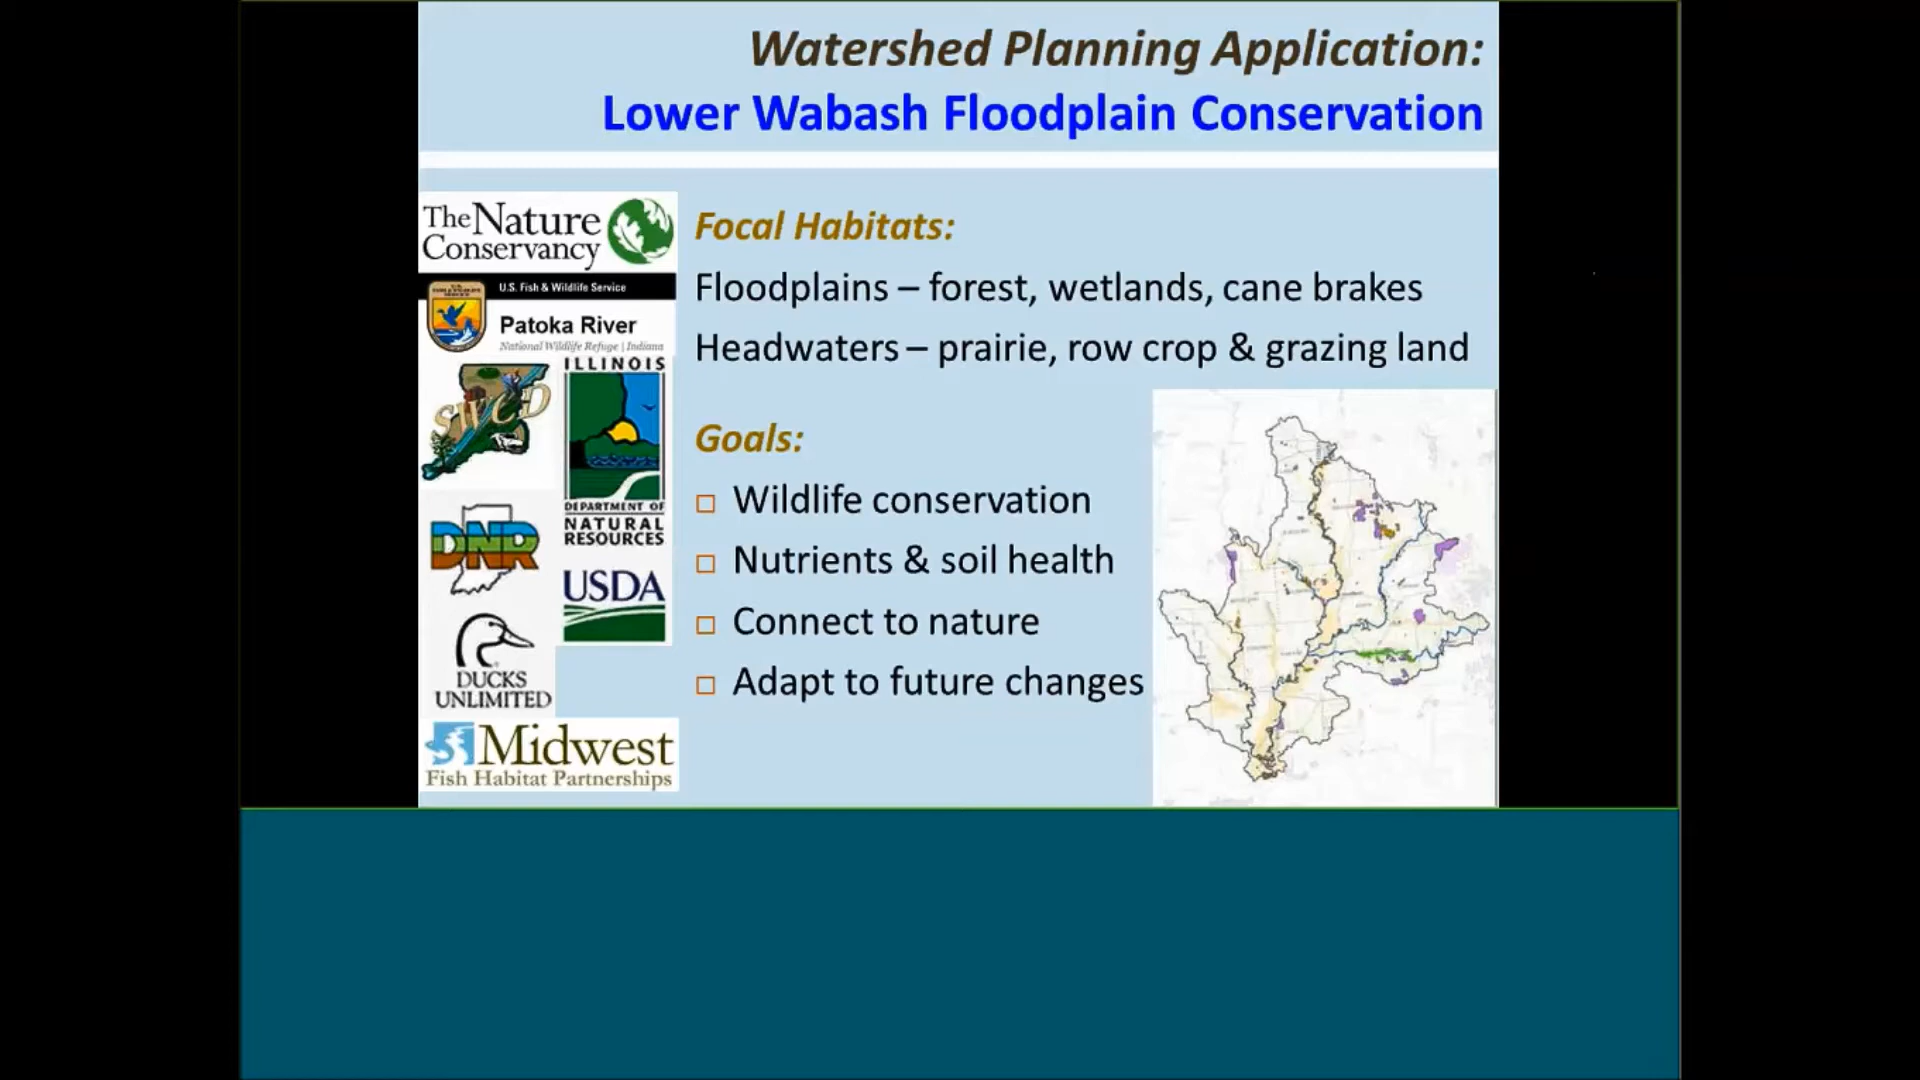 Watershed Planning Application:
Lower Wabash Floodplain Conservation
The Nature
Conservancy
U.S. Fish & Wildlife Service
Patoka River
National Wildlife Refuge | Indiana
SWCD
ILLINOIS
DEPARTMENT OF
NATURAL
RESOURCES
DNR
USDA
DUCKS
UNLIMITED
Midwest
Fish Habitat Partnerships
Focal Habitats:
Floodplains – forest, wetlands, cane brakes
Headwaters – prairie, row crop & grazing land
Goals:
Wildlife conservation
Nutrients & soil health
Connect to nature
Adapt to future changes